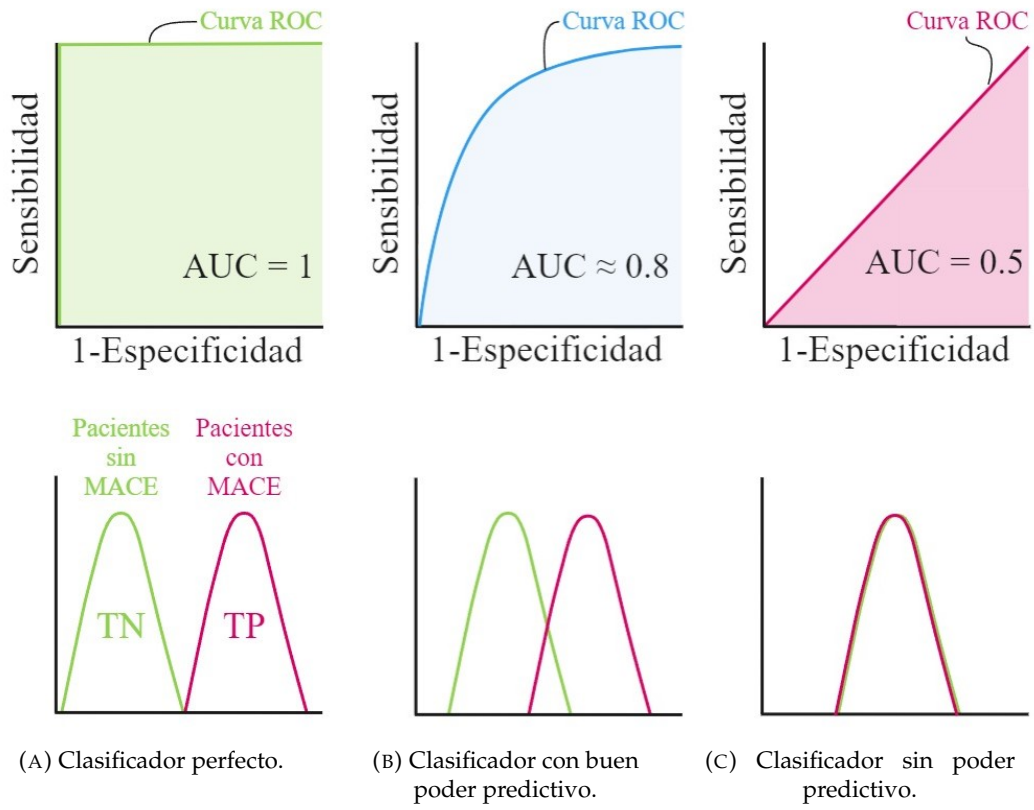 Curva ROC
Sensibilidad
AUC = 1
1-Especificidad
Curva ROC
Sensibilidad
AUC ≈ 0.8
1-Especificidad
Curva ROC
Sensibilidad
AUC = 0.5
1-Especificidad
Pacientes
sin
MACE
Pacientes
con
MACE
TN
TP
(A) Clasificador perfecto.
(B) Clasificador con buen
poder predictivo.
(C) Clasificador sin poder
predictivo.